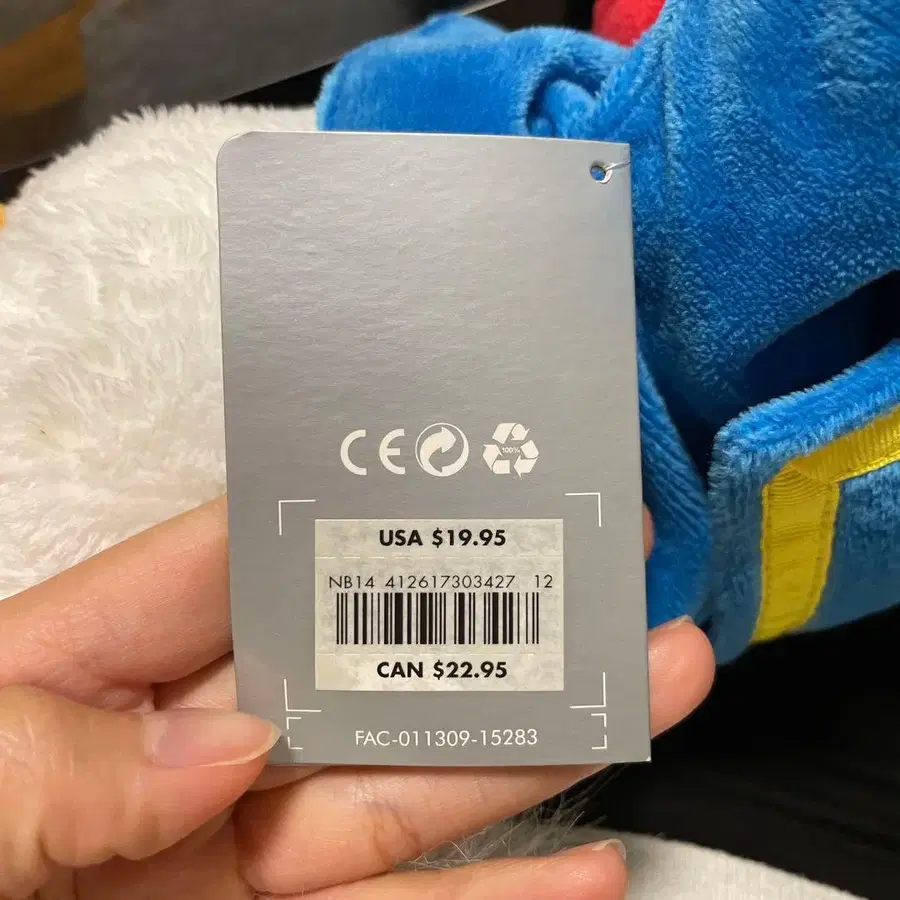 CE
100%
USA $19.95
NB14 412617303427 12
CAN $22.95
FAC-011309-15283